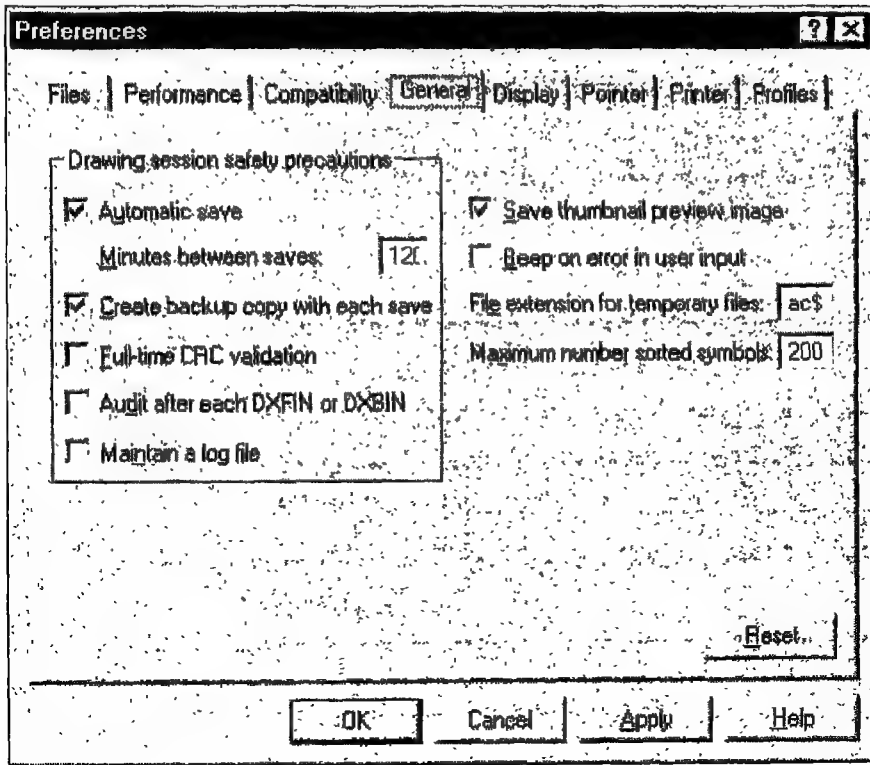 Preferences ? X
Files Performance Compatibility General Display Pointer Printer Profiles
Drawing session safety precautions
Automatic save
Minutes between saves: 120
Create backup copy with each save
Full-time CRC validation
Audit after each DXFIN or DXBIN
Maintain a log file
Save thumbnail preview image
Beep on error in user input
File extension for temporary files: ac$
Maximum number sorted symbols: 200
Reset
OK Cancel Apply Help